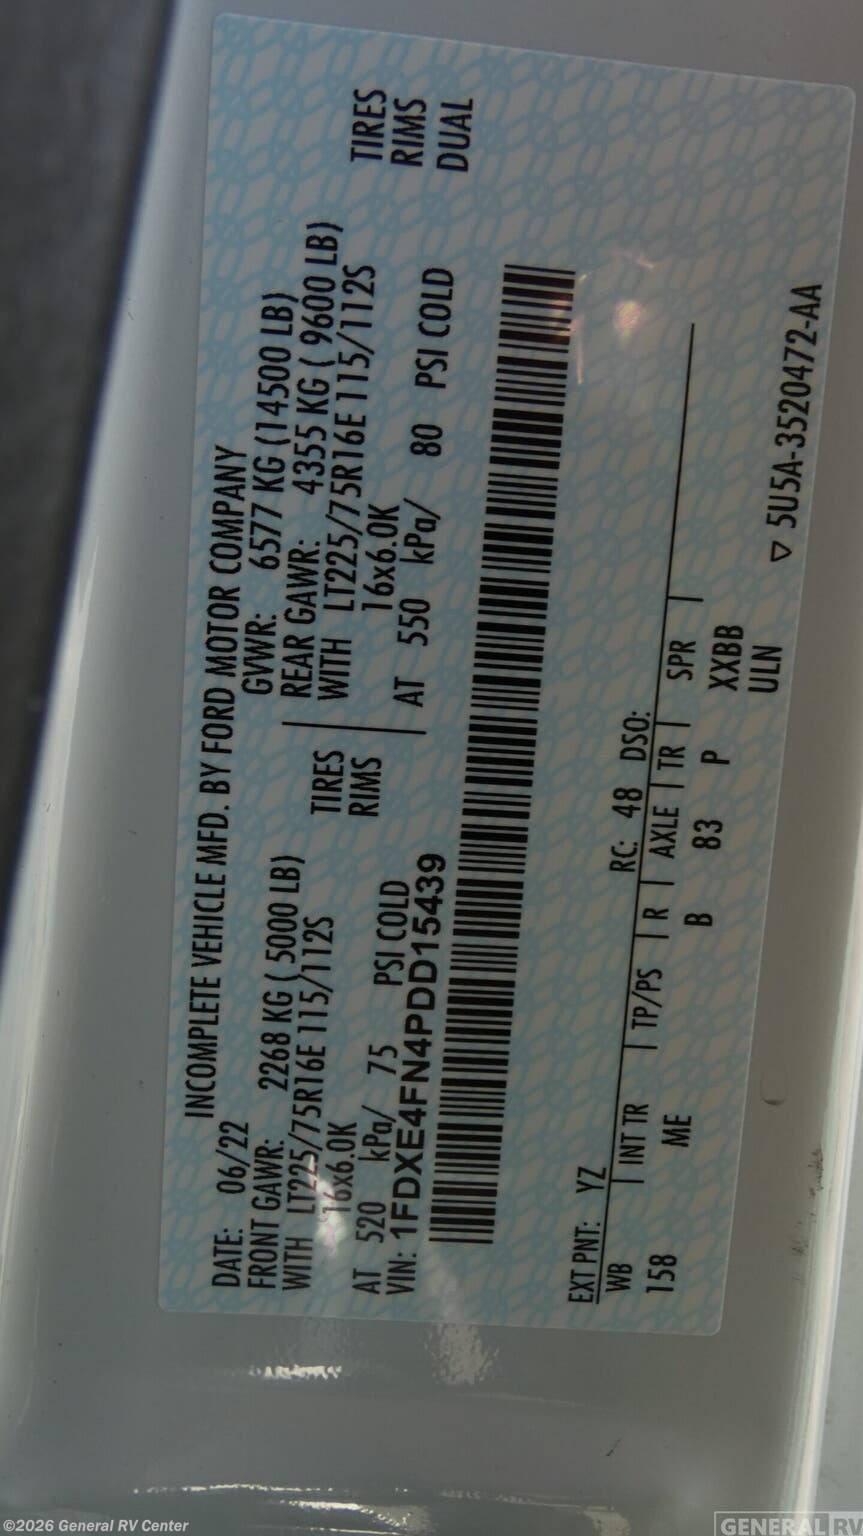 INCOMPLETE VEHICLE MFD. BY FORD MOTOR COMPANY
DATE: 06/22 GVWR: 6577 KG (14500 LB)
FRONT GAWR: 2268 KG ( 5000 LB) REAR GAWR: 4355 KG ( 9600 LB)
WITH LT225/75R16E 115/112S TIRES WITH LT225/75R16E 115/112S TIRES
16x6.0K RIMS 16x6.0K RIMS
AT 520 kPa/ 75 PSI COLD AT 550 kPa/ 80 PSI COLD DUAL
VIN: 1FDXE4FN4PDD15439
EXT PNT: YZ RC: 48 DSO:
WB INT TR TP/PS R AXLE TR SPR
158 ME B 83 P XXBB
ULN
▽ 5U5A-3520472-AA
©2026 General RV Center
GENERAL RV